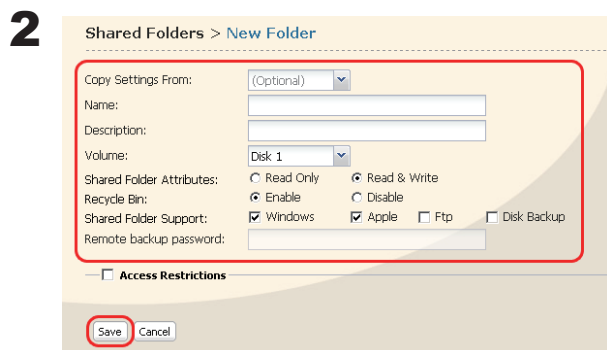 2
Shared Folders > New Folder
Copy Settings From: (Optional)
Name:
Description:
Volume: Disk 1
Shared Folder Attributes: Read Only Read & Write
Recycle Bin: Enable Disable
Shared Folder Support: Windows Apple Ftp Disk Backup
Remote backup password:
Access Restrictions
Save Cancel